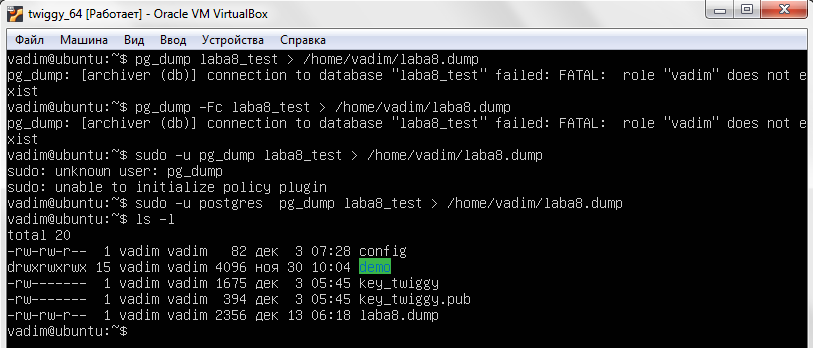 twiggy_64 [Работает] - Oracle VM VirtualBox
Файл Машина Вид Ввод Устройства Справка
vadim@ubuntu:~$ pg_dump laba8_test > /home/vadim/laba8.dump
pg_dump: [archiver (db)] connection to database "laba8_test" failed: FATAL:  role "vadim" does not e
xist
vadim@ubuntu:~$ pg_dump -Fc laba8_test > /home/vadim/laba8.dump
pg_dump: [archiver (db)] connection to database "laba8_test" failed: FATAL:  role "vadim" does not e
xist
vadim@ubuntu:~$ sudo -u pg_dump laba8_test > /home/vadim/laba8.dump
sudo: unknown user: pg_dump
sudo: unable to initialize policy plugin
vadim@ubuntu:~$ sudo -u postgres  pg_dump laba8_test > /home/vadim/laba8.dump
vadim@ubuntu:~$ ls -l
total 20
-rw-rw-r--  1 vadim vadim   82 дек  3 07:28 config
drwxrwxrwx 15 vadim vadim 4096 ноя 30 10:04 demo
-rw-------  1 vadim vadim 1675 дек  3 05:45 key_twiggy
-rw-------  1 vadim vadim  394 дек  3 05:45 key_twiggy.pub
-rw-rw-r--  1 vadim vadim 2356 дек 13 06:18 laba8.dump
vadim@ubuntu:~$